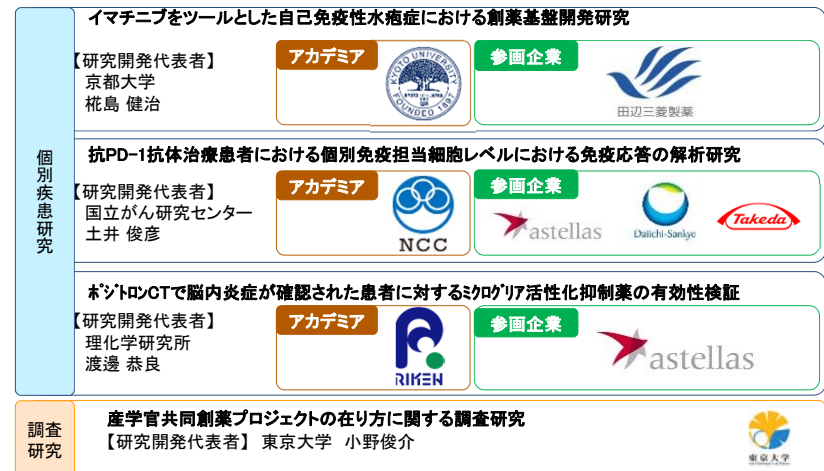 イマチニブをツールとした自己免疫性水疱症における創薬基盤開発研究
【研究開発代表者】
京都大学
椛島 健治
アカデミア
KYOTO UNIVERSITY
KYOTO JAPAN
FOUNDED 1897
参画企業
田辺三菱製薬
個別疾患研究
抗PD-1抗体治療患者における個別免疫担当細胞レベルにおける免疫応答の解析研究
【研究開発代表者】
国立がん研究センター
土井 俊彦
アカデミア
NCC
参画企業
astellas
Daiichi-Sankyo
Takeda
ﾎﾟｼﾞﾄﾛﾝCTで脳内炎症が確認された患者に対するﾐｸﾛｸﾞﾘｱ活性化抑制薬の有効性検証
【研究開発代表者】
理化学研究所
渡邊 恭良
アカデミア
RIKEN
参画企業
astellas
調査
研究
産学官共同創薬プロジェクトの在り方に関する調査研究
【研究開発代表者】 東京大学 小野俊介
東京大学